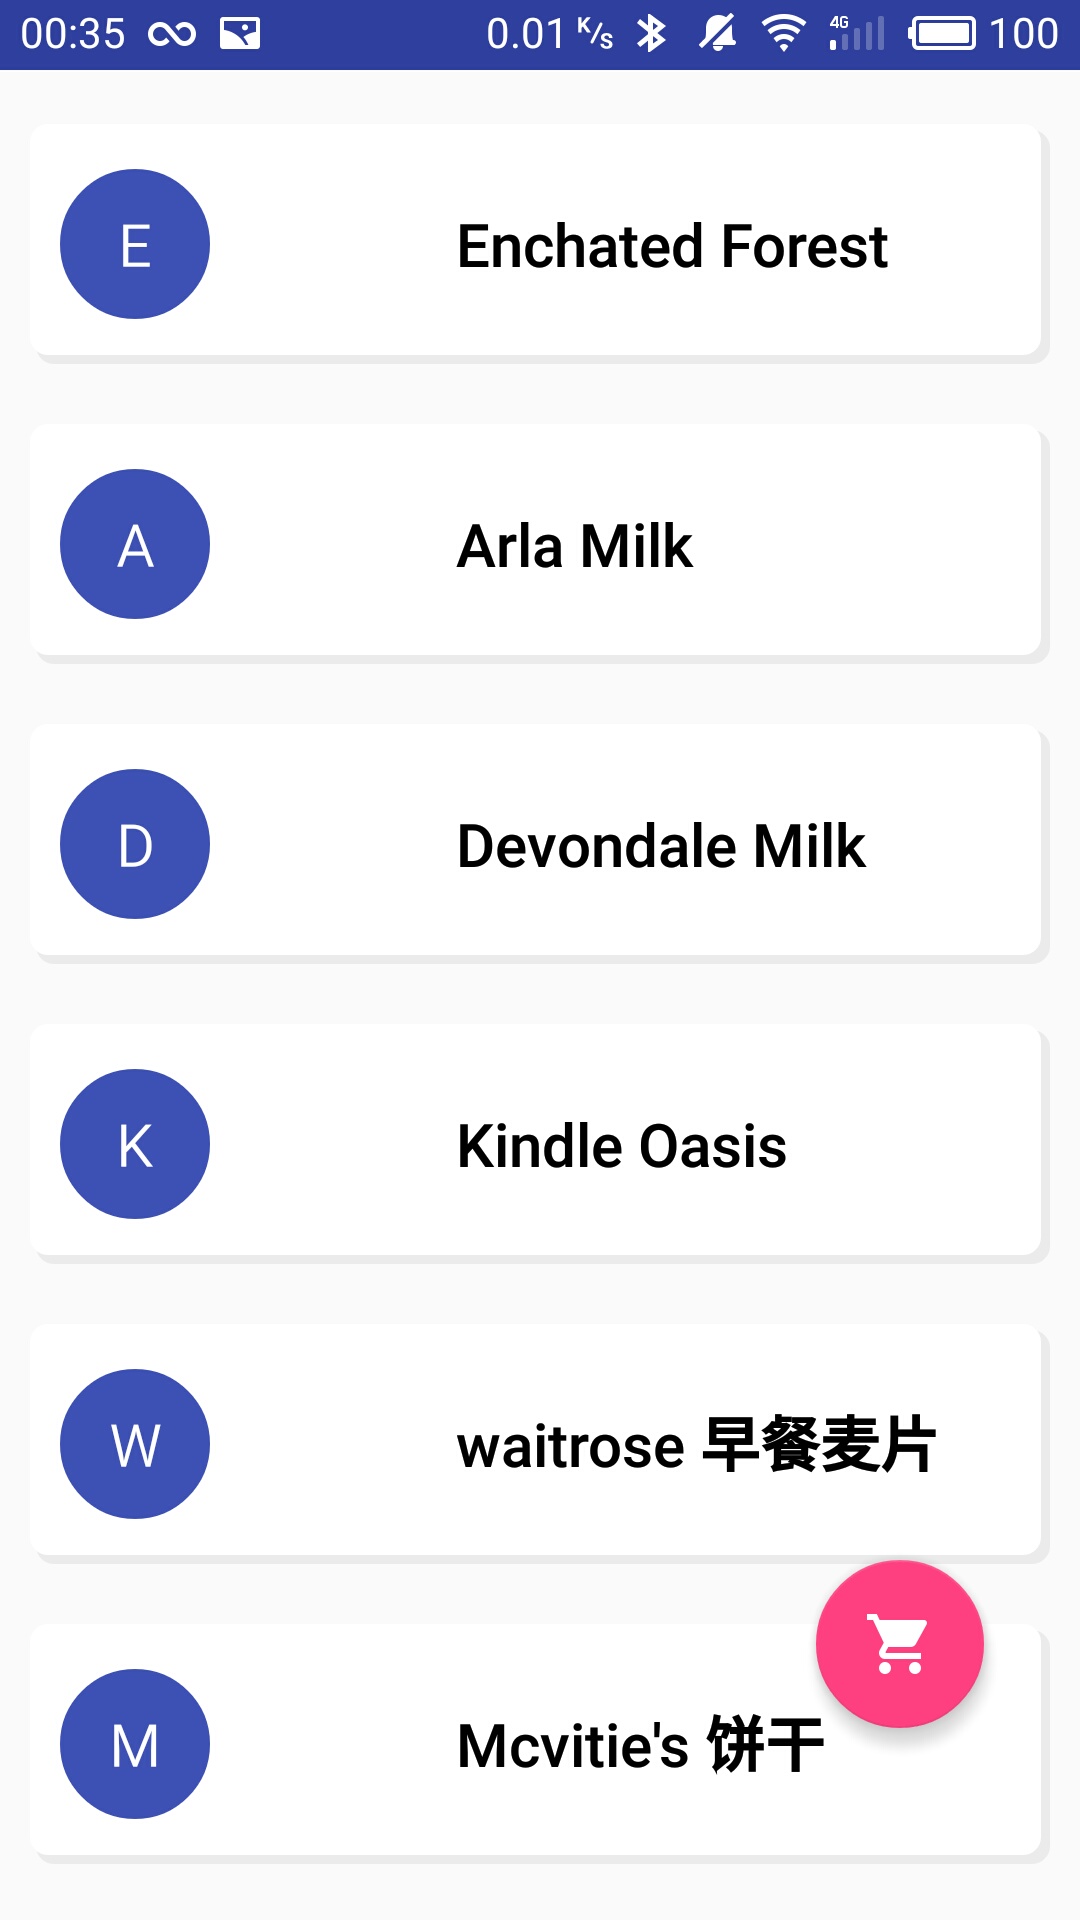 00:35 0.01 K/s 4G 100
E Enchated Forest
A Arla Milk
D Devondale Milk
K Kindle Oasis
W waitrose 早餐麦片
M Mcvitie's 饼干